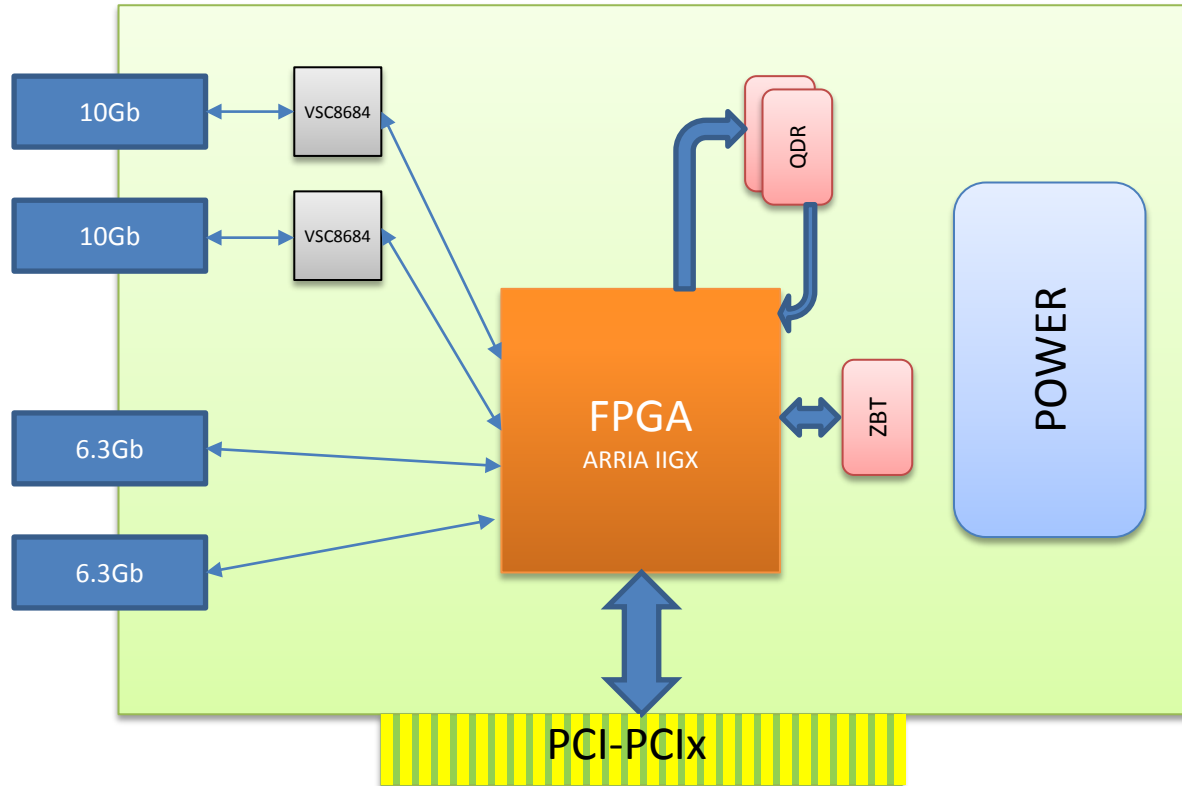 10Gb
VSC8684
10Gb
VSC8684
QDR
POWER
FPGA
ARRIA IIGX
ZBT
6.3Gb
6.3Gb
PCI-PCIx